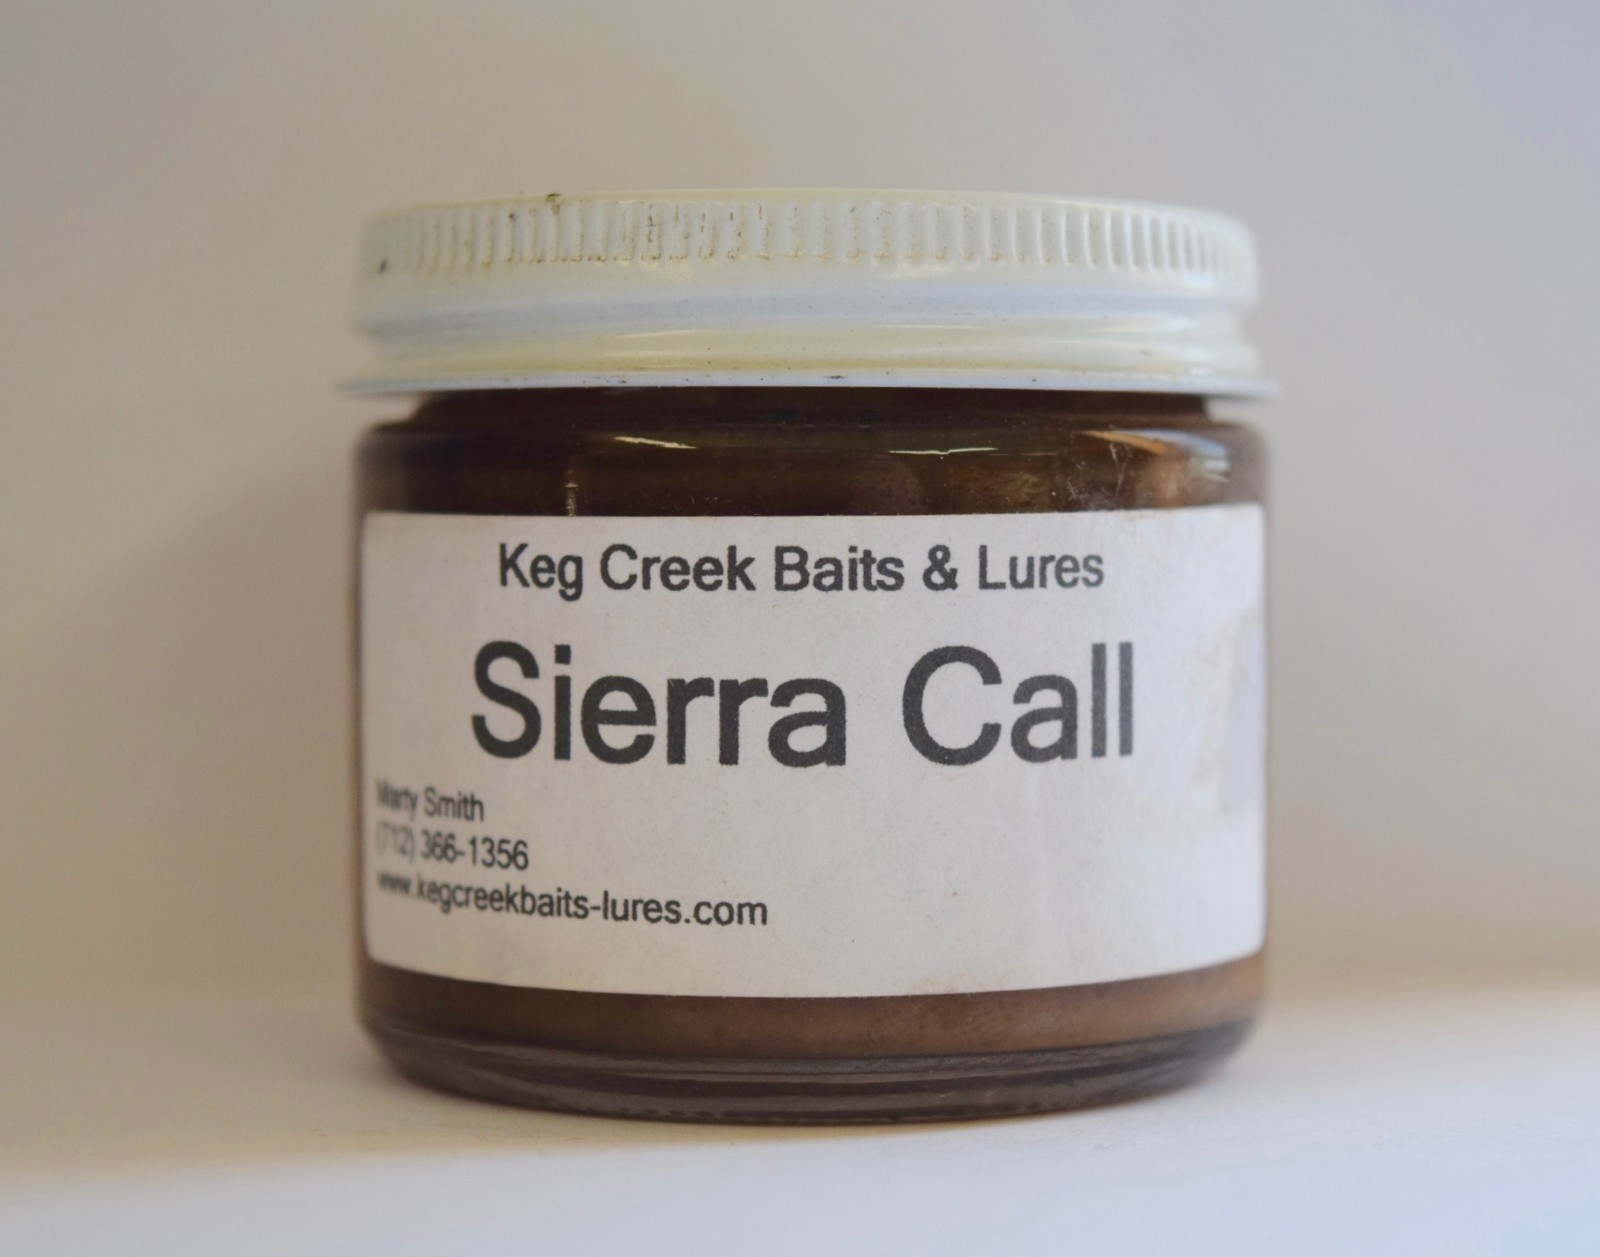 Keg Creek Baits & Lures
Sierra Call
Marty Smith
(712) 366-1356
www.kegcreekbaits-lures.com